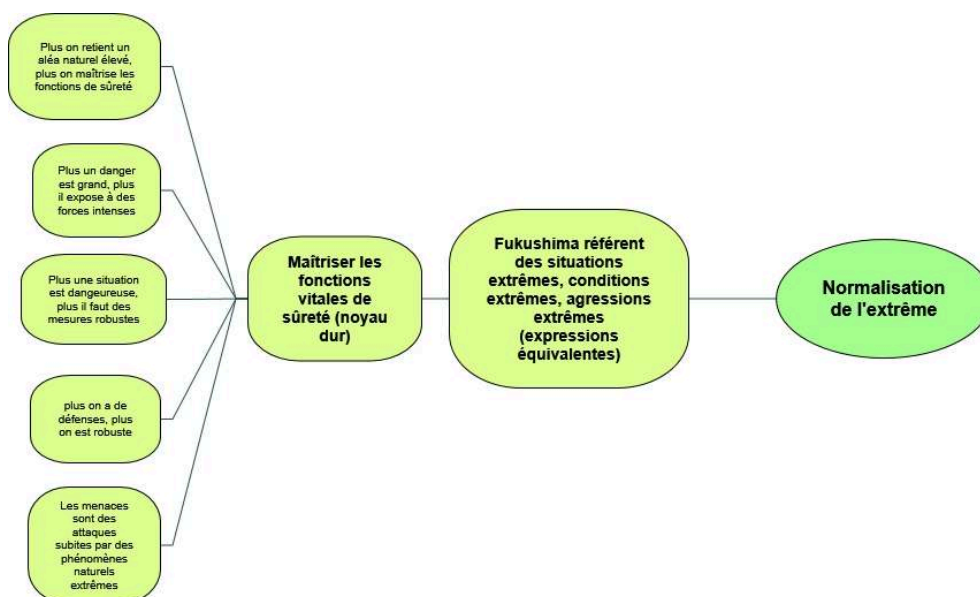 Plus on retient un
aléa naturel élevé,
plus on maîtrise les
fonctions de sûreté
Plus un danger
est grand, plus
il expose à des
forces intenses
Plus une situation
est dangeureuse,
plus il faut des
mesures robustes
plus on a de
défenses, plus
on est robuste
Les menaces
sont des
attaques
subites par des
phénomènes
naturels
extrêmes
Maîtriser les
fonctions
vitales de
sûreté (noyau
dur)
Fukushima référent
des situations
extrêmes, conditions
extrêmes, agressions
extrêmes
(expressions
équivalentes)
Normalisation
de l'extrême